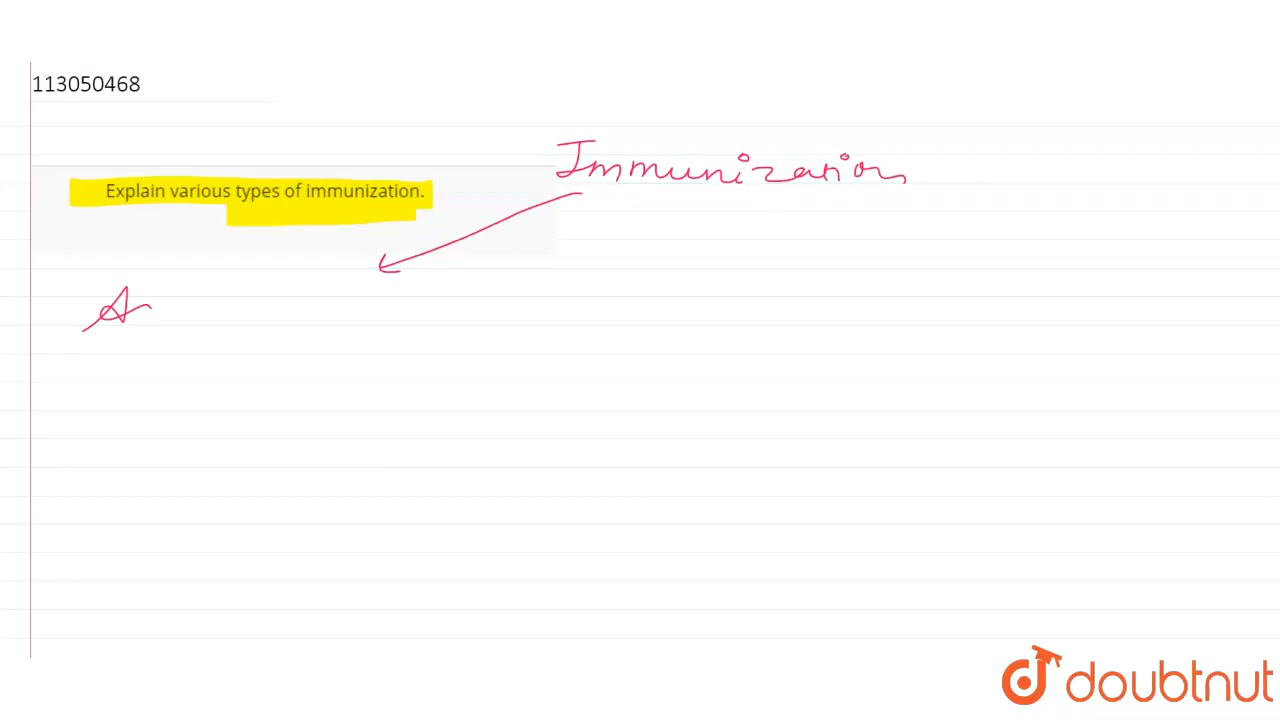 113050468
Immunization
Explain various types of immunization.
A
doubtnut